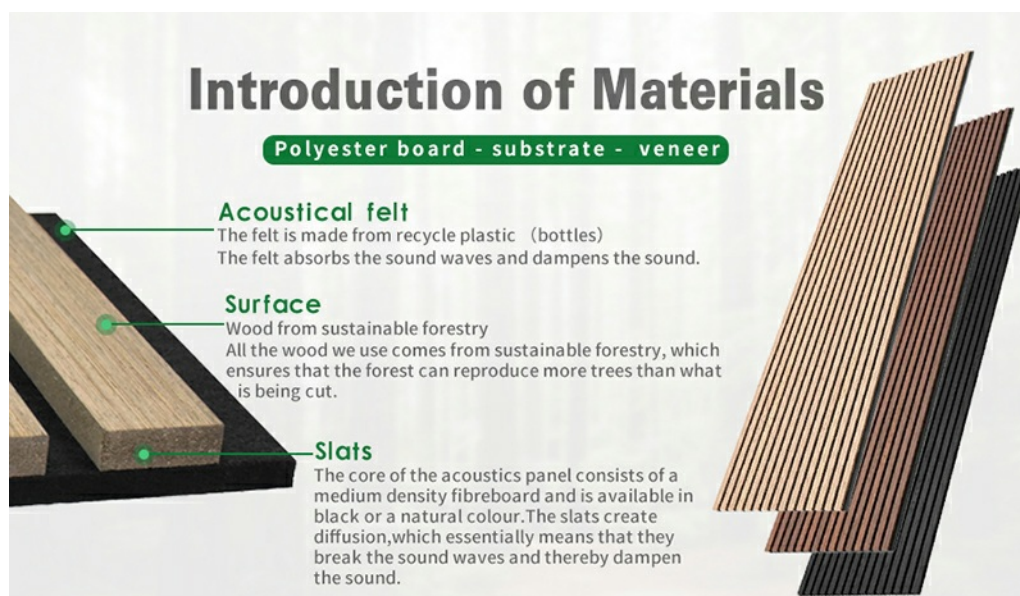 Introduction of Materials
Polyester board - substrate - veneer
Acoustical felt
The felt is made from recycle plastic （bottles）
The felt absorbs the sound waves and dampens the sound.
Surface
Wood from sustainable forestry
All the wood we use comes from sustainable forestry, which
ensures that the forest can reproduce more trees than what
is being cut.
Slats
The core of the acoustics panel consists of a
medium density fibreboard and is available in
black or a natural colour.The slats create
diffusion,which essentially means that they
break the sound waves and thereby dampen
the sound.